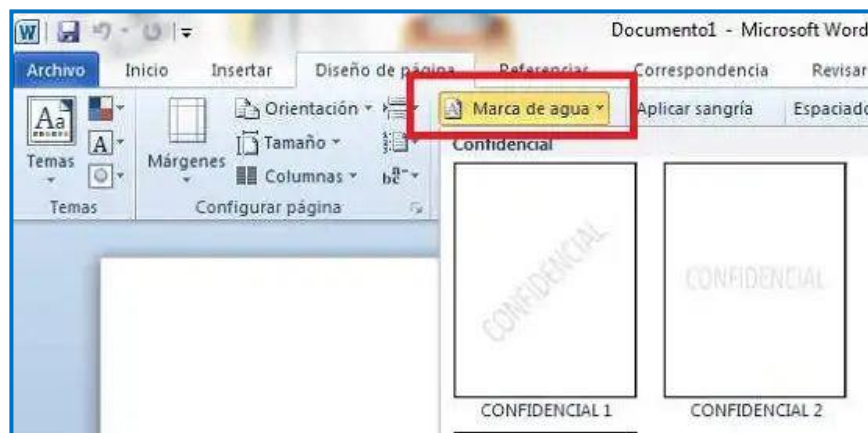 Documento1 - Microsoft Word
Archivo Inicio Insertar Diseño de página Referencias Correspondencia Revisar
Aa Orientación Marca de agua Aplicar sangría Espaciado
A Tamaño Confidencial
Temas Márgenes Columnas
Temas Configurar página
CONFIDENCIAL CONFIDENCIAL
CONFIDENCIAL 1 CONFIDENCIAL 2